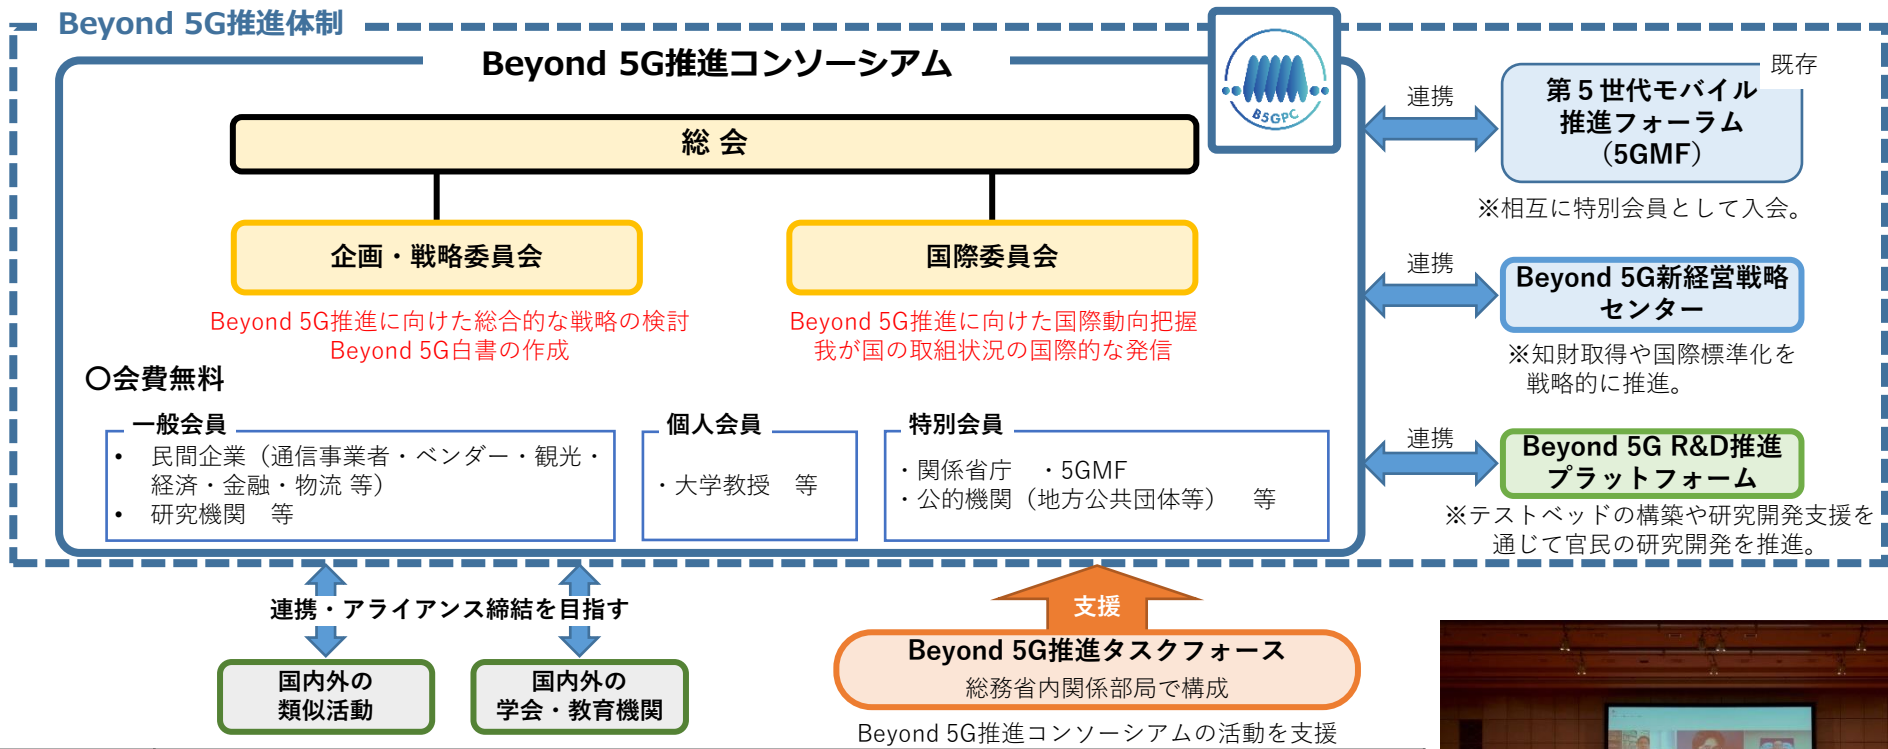 Beyond 5G推進体制
Beyond 5G推進コンソーシアム
B5GPC
総 会
企画・戦略委員会
Beyond 5G推進に向けた総合的な戦略の検討
Beyond 5G白書の作成
国際委員会
Beyond 5G推進に向けた国際動向把握
我が国の取組状況の国際的な発信
〇会費無料
一般会員
• 民間企業（通信事業者・ベンダー・観光・
経済・金融・物流 等）
• 研究機関　等
個人会員
・大学教授　等
特別会員
・関係省庁　・5GMF
・公的機関（地方公共団体等）　等
連携
既存
第５世代モバイル
推進フォーラム
（5GMF）
※相互に特別会員として入会。
連携
Beyond 5G新経営戦略
センター
※知財取得や国際標準化を
戦略的に推進。
連携
Beyond 5G R&D推進
プラットフォーム
※テストベッドの構築や研究開発支援を
通じて官民の研究開発を推進。
連携・アライアンス締結を目指す
国内外の
類似活動
国内外の
学会・教育機関
支援
Beyond 5G推進タスクフォース
総務省内関係部局で構成
Beyond 5G推進コンソーシアムの活動を支援